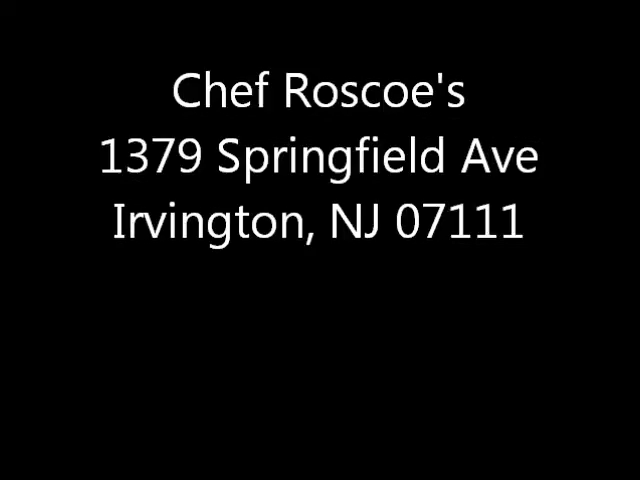 Chef Roscoe's
1379 Springfield Ave
Irvington, NJ 07111